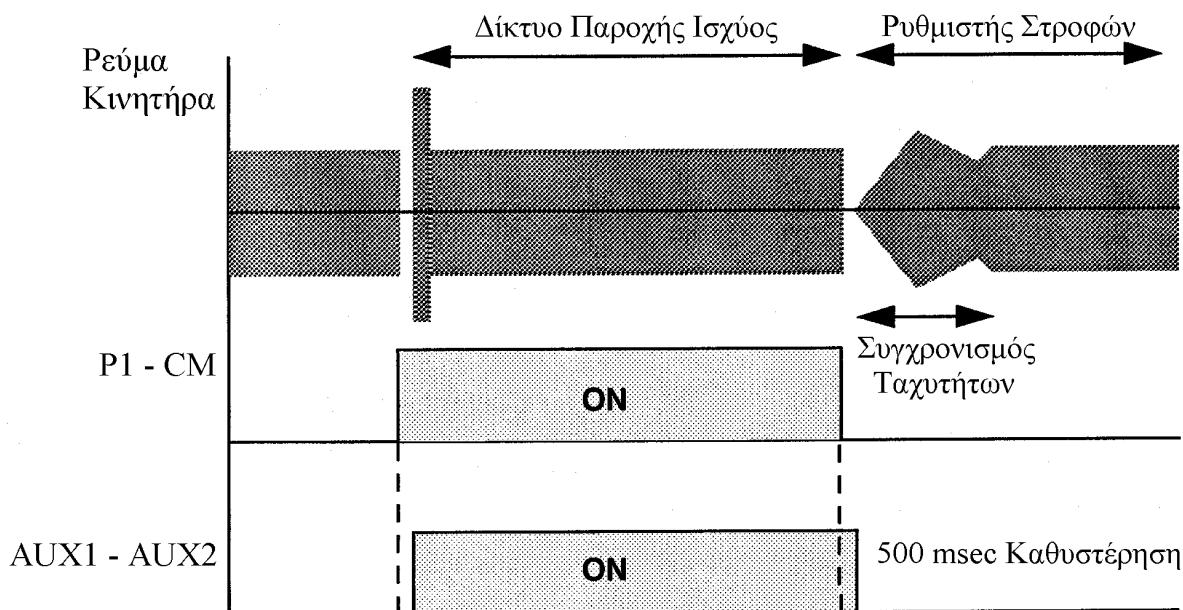 Δίκτυο Παροχής Ισχύος
Ρυθμιστής Στροφών
Ρεύμα
Κινητήρα
P1 - CM
ON
Συγχρονισμός
Ταχυτήτων
AUX1 - AUX2
ON
500 msec Καθυστέρηση